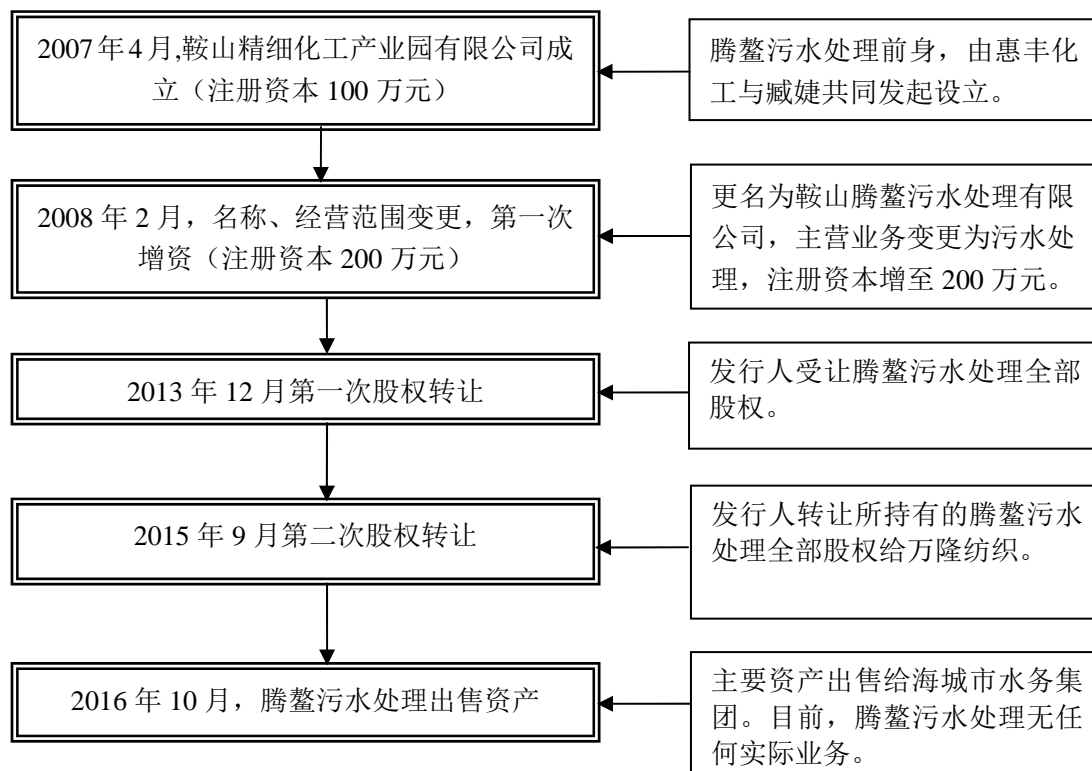 2007年4月,鞍山精细化工产业园有限公司成
立（注册资本 100 万元）
腾鳌污水处理前身，由惠丰化
工与臧婕共同发起设立。
2008 年 2 月，名称、经营范围变更，第一次
增资（注册资本 200 万元）
更名为鞍山腾鳌污水处理有限
公司，主营业务变更为污水处
理，注册资本增至 200 万元。
2013 年 12 月第一次股权转让
发行人受让腾鳌污水处理全部
股权。
2015 年 9 月第二次股权转让
发行人转让所持有的腾鳌污水
处理全部股权给万隆纺织。
2016 年 10 月，腾鳌污水处理出售资产
主要资产出售给海城市水务集
团。目前，腾鳌污水处理无任
何实际业务。